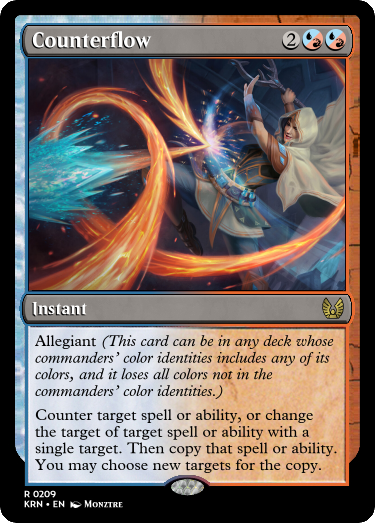 Counterflow 2
Instant
Allegiant (This card can be in any deck whose
commanders' color identities includes any of its
colors, and it loses all colors not in the
commanders' color identities.)
Counter target spell or ability, or change
the target of target spell or ability with a
single target. Then copy that spell or ability.
You may choose new targets for the copy.
R 0209
KRN • EN Monztre